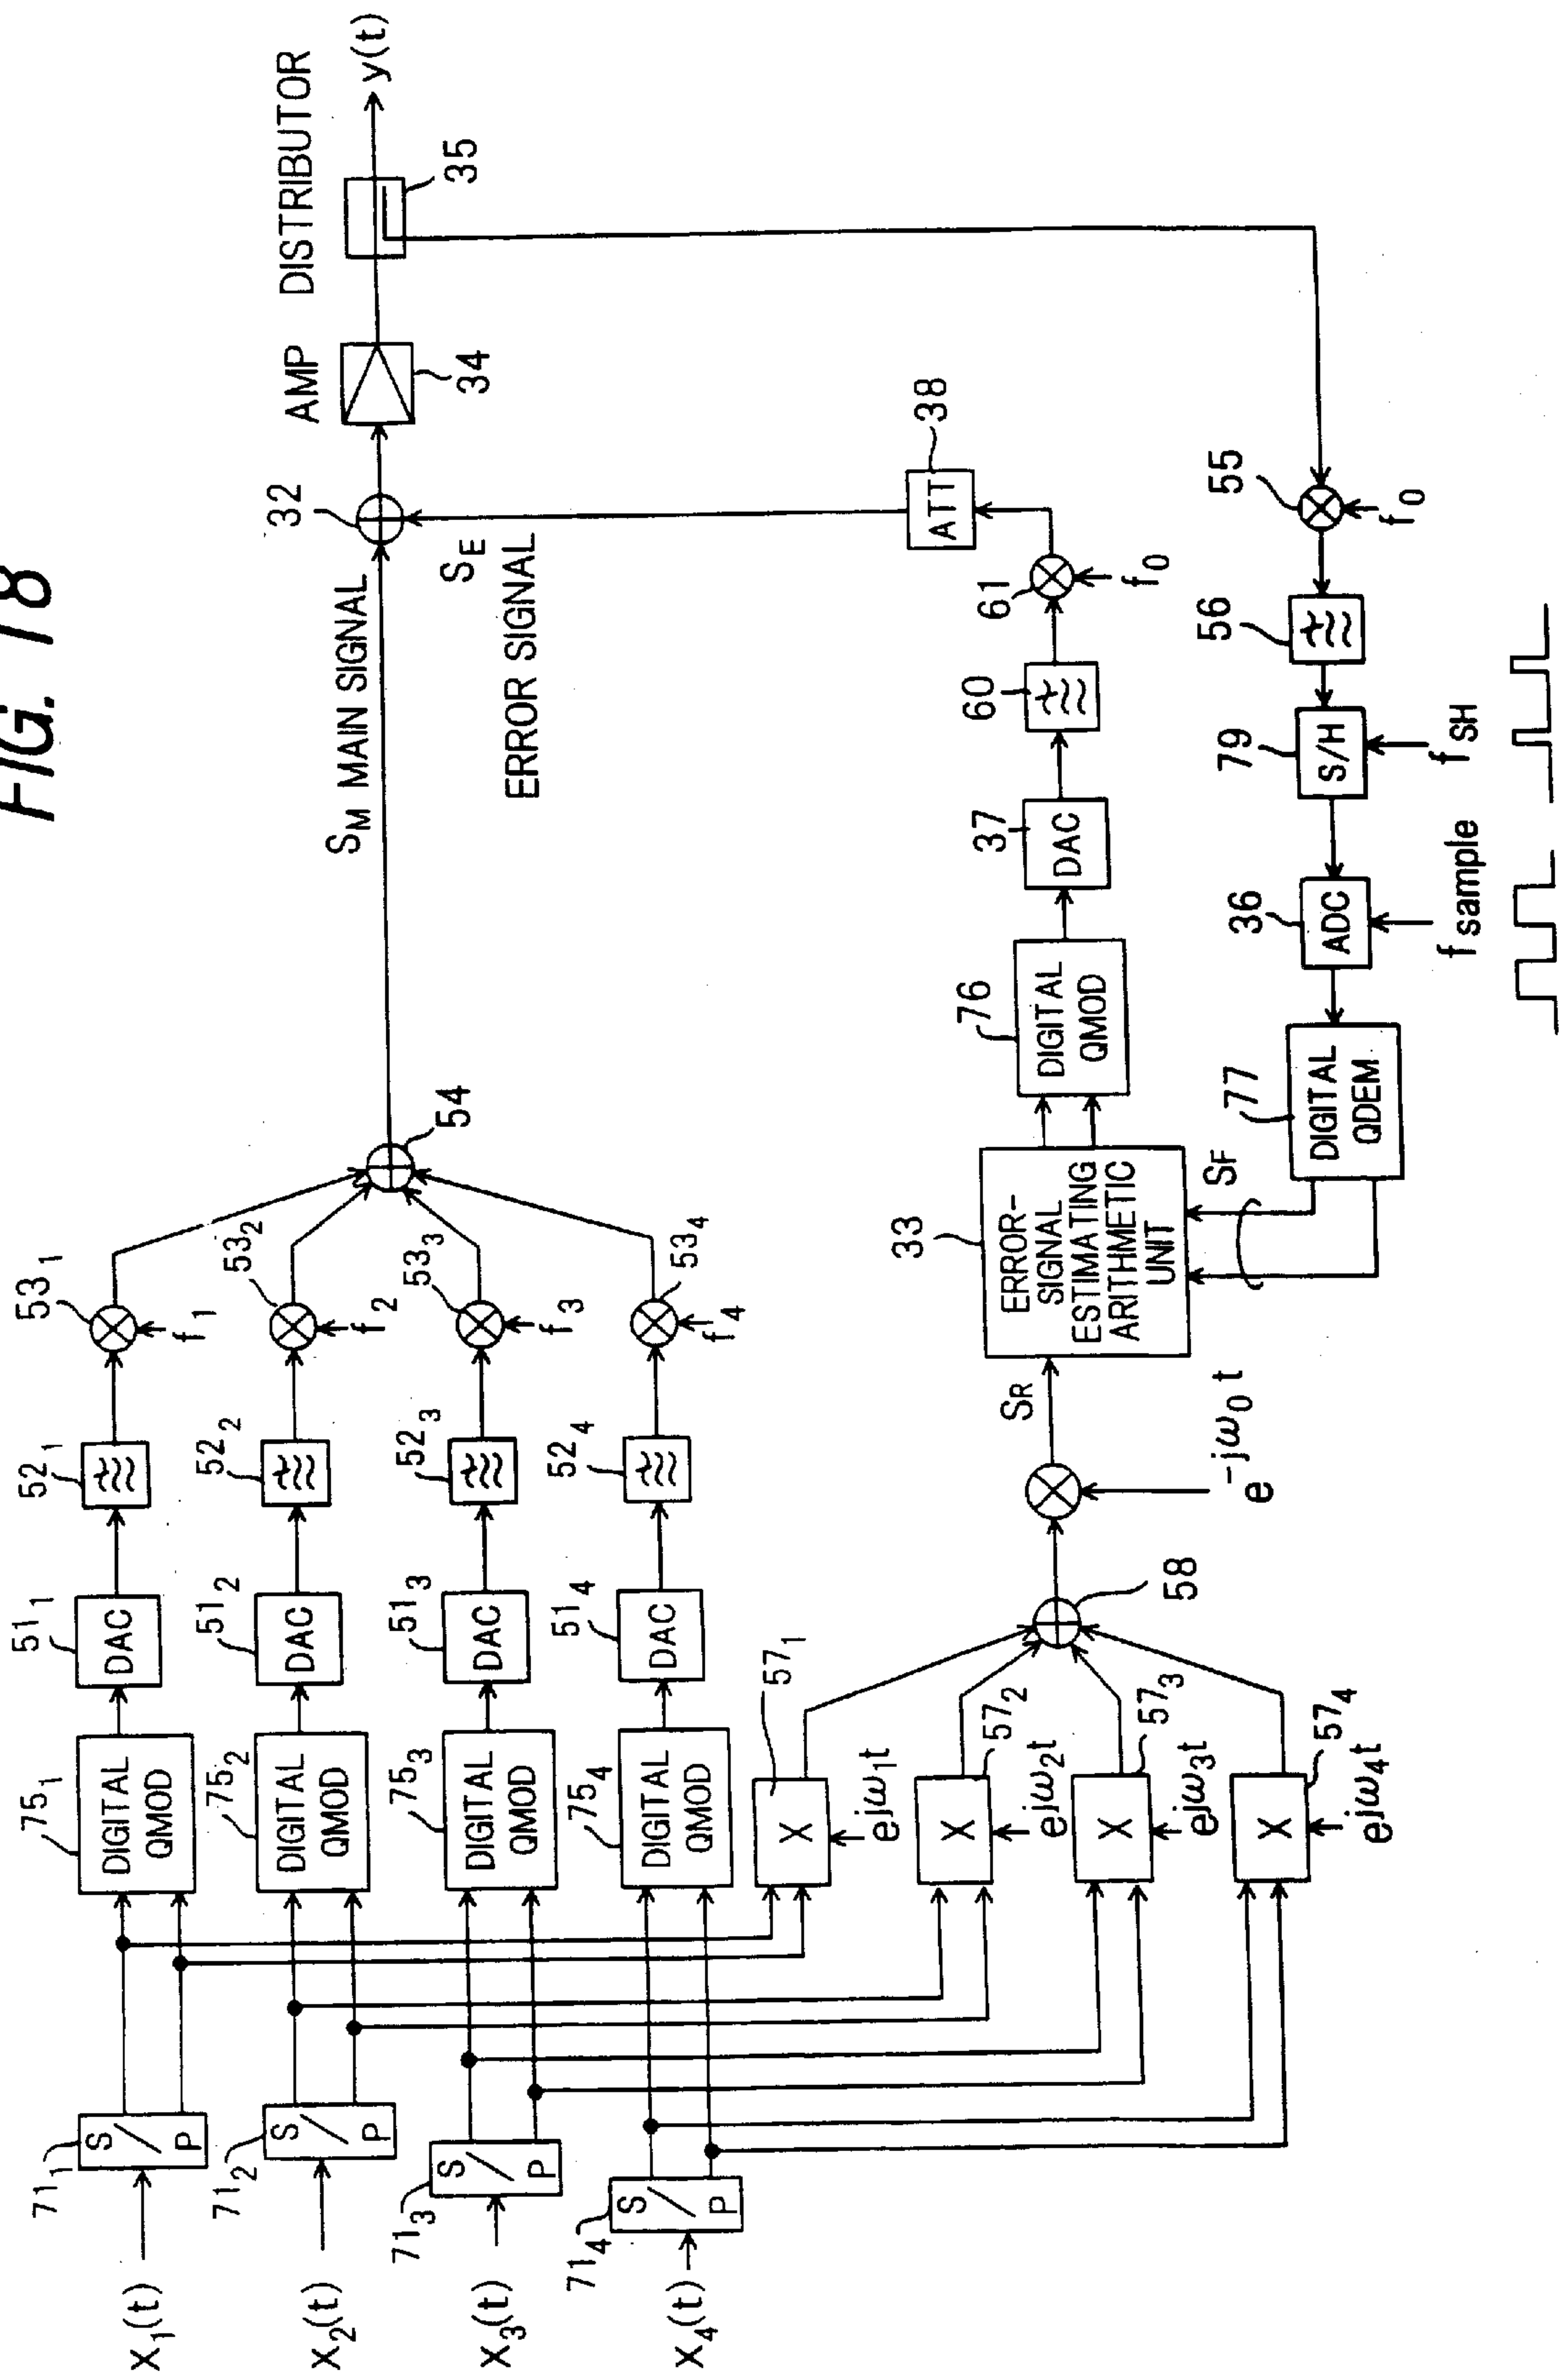 FIG. 18
X1(t)
X2(t)
X3(t)
X4(t)
711
S/P
712
S/P
713
S/P
714
S/P
751
DIGITAL
QMOD
752
DIGITAL
QMOD
753
DIGITAL
QMOD
754
DIGITAL
QMOD
511
DAC
512
DAC
513
DAC
514
DAC
521
522
523
524
531
f1
532
f2
533
f3
534
f4
54
SM MAIN SIGNAL
SE
ERROR SIGNAL
32
AMP
34
DISTRIBUTOR
35
y(t)
571
X
ejω1t
572
X
ejω2t
573
X
ejω3t
574
X
ejω4t
58
e-jω0t
SR
33
ERROR-
SIGNAL
ESTIMATING
ARITHMETIC
UNIT
SF
76
DIGITAL
QMOD
37
DAC
60
61
f0
38
ATT
77
DIGITAL
QDEM
36
ADC
fsample
79
S/H
fSH
56
55
f0